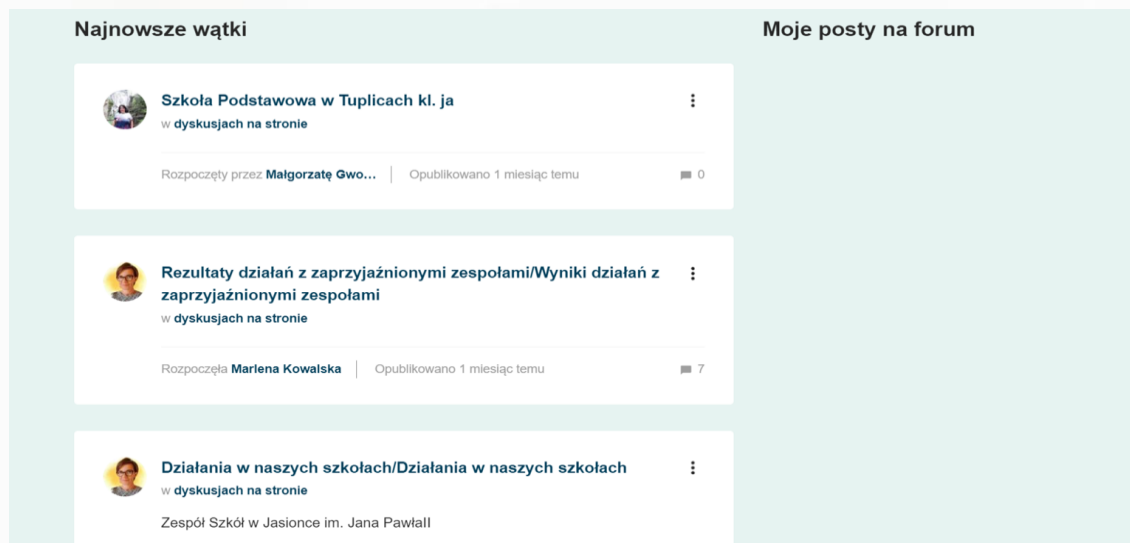 Najnowsze wątki
Moje posty na forum
Szkoła Podstawowa w Tuplicach kl. ja
w dyskusjach na stronie
Rozpoczęty przez Małgorzatę Gwo...
Opublikowano 1 miesiąc temu
0
Rezultaty działań z zaprzyjaźnionymi zespołami/Wyniki działań z
zaprzyjaźnionymi zespołami
w dyskusjach na stronie
Rozpoczęła Marlena Kowalska
Opublikowano 1 miesiąc temu
7
Działania w naszych szkołach/Działania w naszych szkołach
w dyskusjach na stronie
Zespół Szkół w Jasionce im. Jana PawłaII